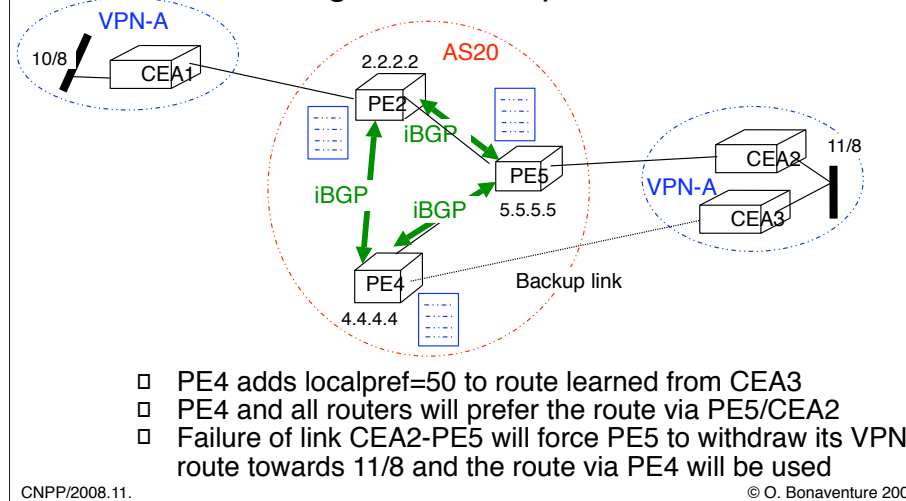 VPN-A
10/8
CEA1
2.2.2.2
AS20
PE2
iBGP
PE5
5.5.5.5
iBGP
iBGP
PE4
4.4.4.4
CEA2
11/8
VPN-A
CEA3
Backup link
PE4 adds localpref=50 to route learned from CEA3
PE4 and all routers will prefer the route via PE5/CEA2
Failure of link CEA2-PE5 will force PE5 to withdraw its VPN
route towards 11/8 and the route via PE4 will be used
CNPP/2008.11.
© O. Bonaventure 200